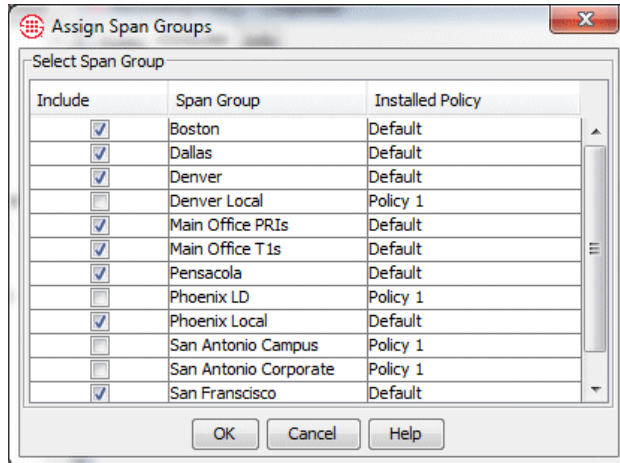 Assign Span Groups
Select Span Group
Include Span Group Installed Policy
Boston Default
Dallas Default
Denver Default
Denver Local Policy 1
Main Office PRIs Default
Main Office T1s Default
Pensacola Default
Phoenix LD Policy 1
Phoenix Local Default
San Antonio Campus Policy 1
San Antonio Corporate Policy 1
San Franscisco Default
OK Cancel Help